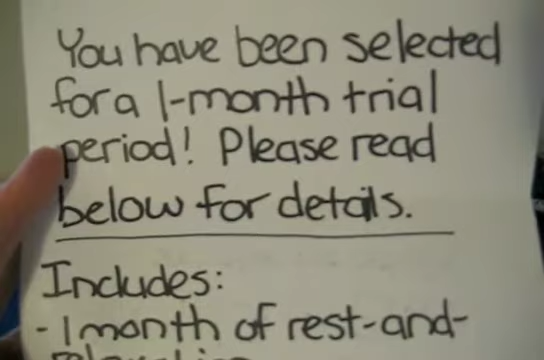 You have been selected
for a 1-month trial
period! Please read
below for details.
Includes:
- 1 month of rest-and-
relaxation